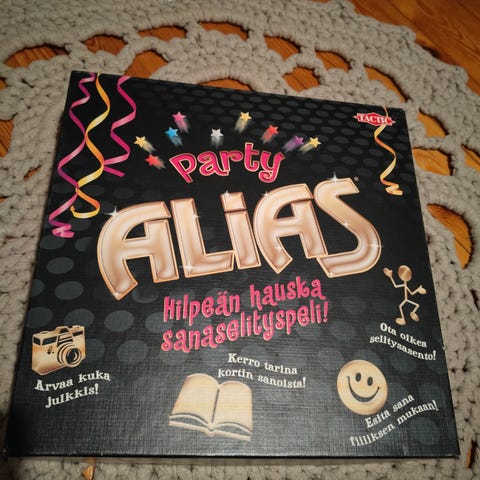 TACTIC
Party
ALIAS
Hilpeän hauska
sanaselityspeli!
Arvaa kuka
julkkis!
Kerro tarina
kortin sanoista!
Ota oikea
selitysasento!
Esitä sana
fiiliksen mukaan!